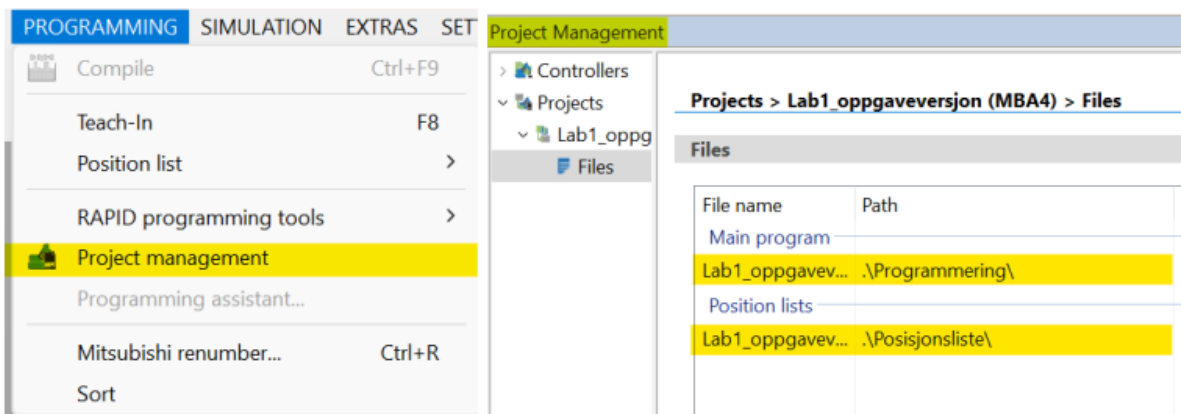 PROGRAMMING SIMULATION EXTRAS SET
Compile Ctrl+F9
Teach-In F8
Position list
RAPID programming tools
Project management
Programming assistant...
Mitsubishi renumber... Ctrl+R
Sort
Project Management
Controllers
Projects
Lab1_oppg
Files
Projects > Lab1_oppgaveversjon (MBA4) > Files
Files
File name Path
Main program
Lab1_oppgavev... .\Programmering\
Position lists
Lab1_oppgavev... .\Posisjonsliste\